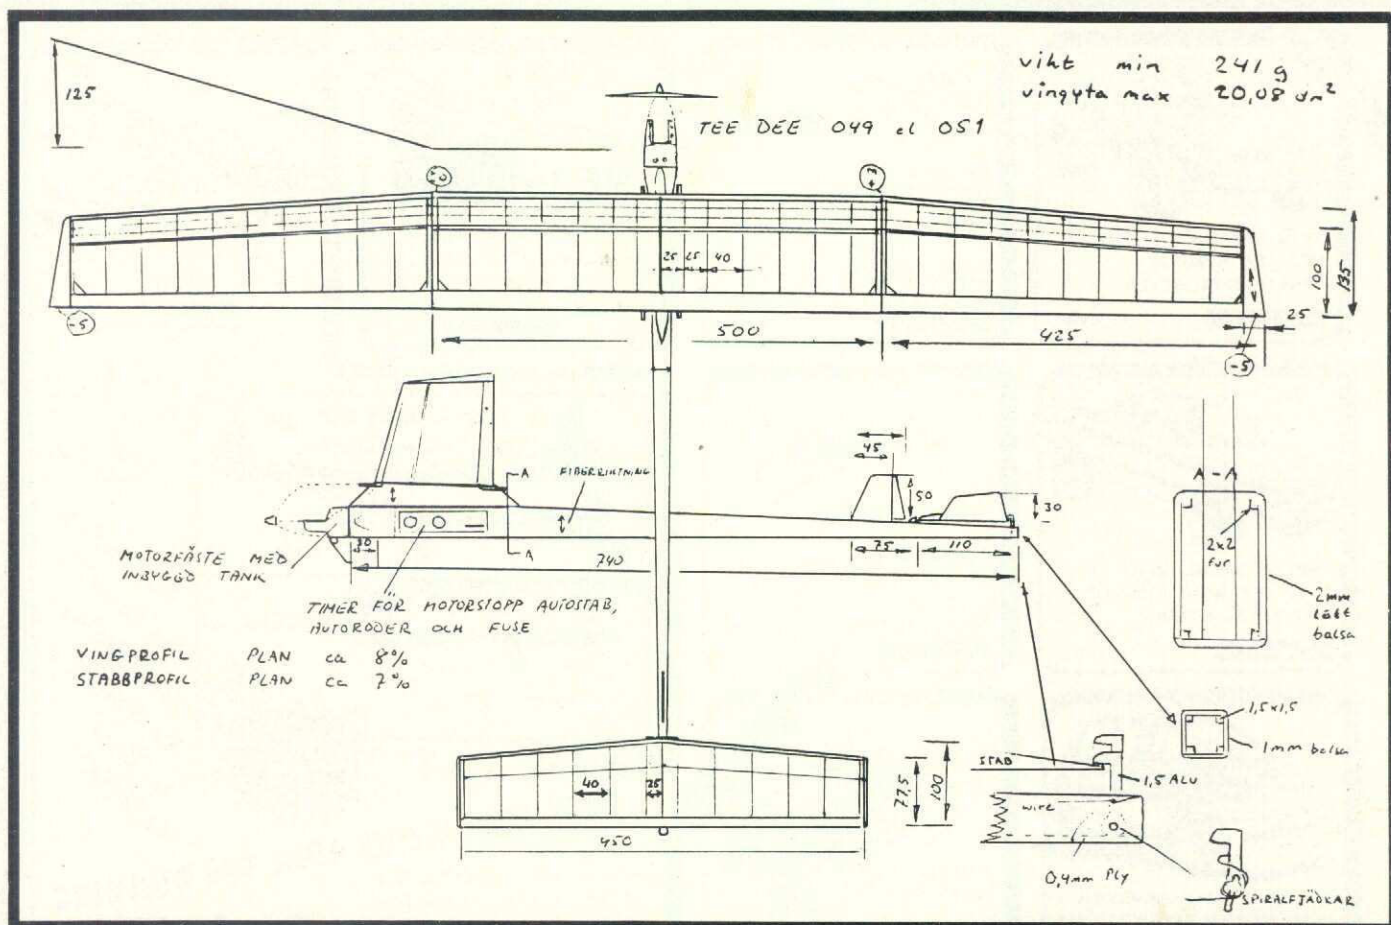 vikt min 241 g
vingyta max 20,08 dm²
125
TEE DEE 049 el 051
+3
25 25 40
100
135
25
-5
-5
500
425
45
A
FIBERRIKTNING
50
30
A - A
2x2
fur
2mm
lätt
balsa
A
30
75
110
740
MOTORFÄSTE MED
INBYGGD TANK
TIMER FÖR MOTORSTOPP AUTOSTAB,
AUTORODER OCH FUSE
VINGPROFIL PLAN ca 8%
STABBPROFIL PLAN ca 7%
1,5x1,5
1mm balsa
STAB
1,5 ALU
40
25
77,5
100
wire
450
0,4mm Ply
SPIRALFJÄDRAR